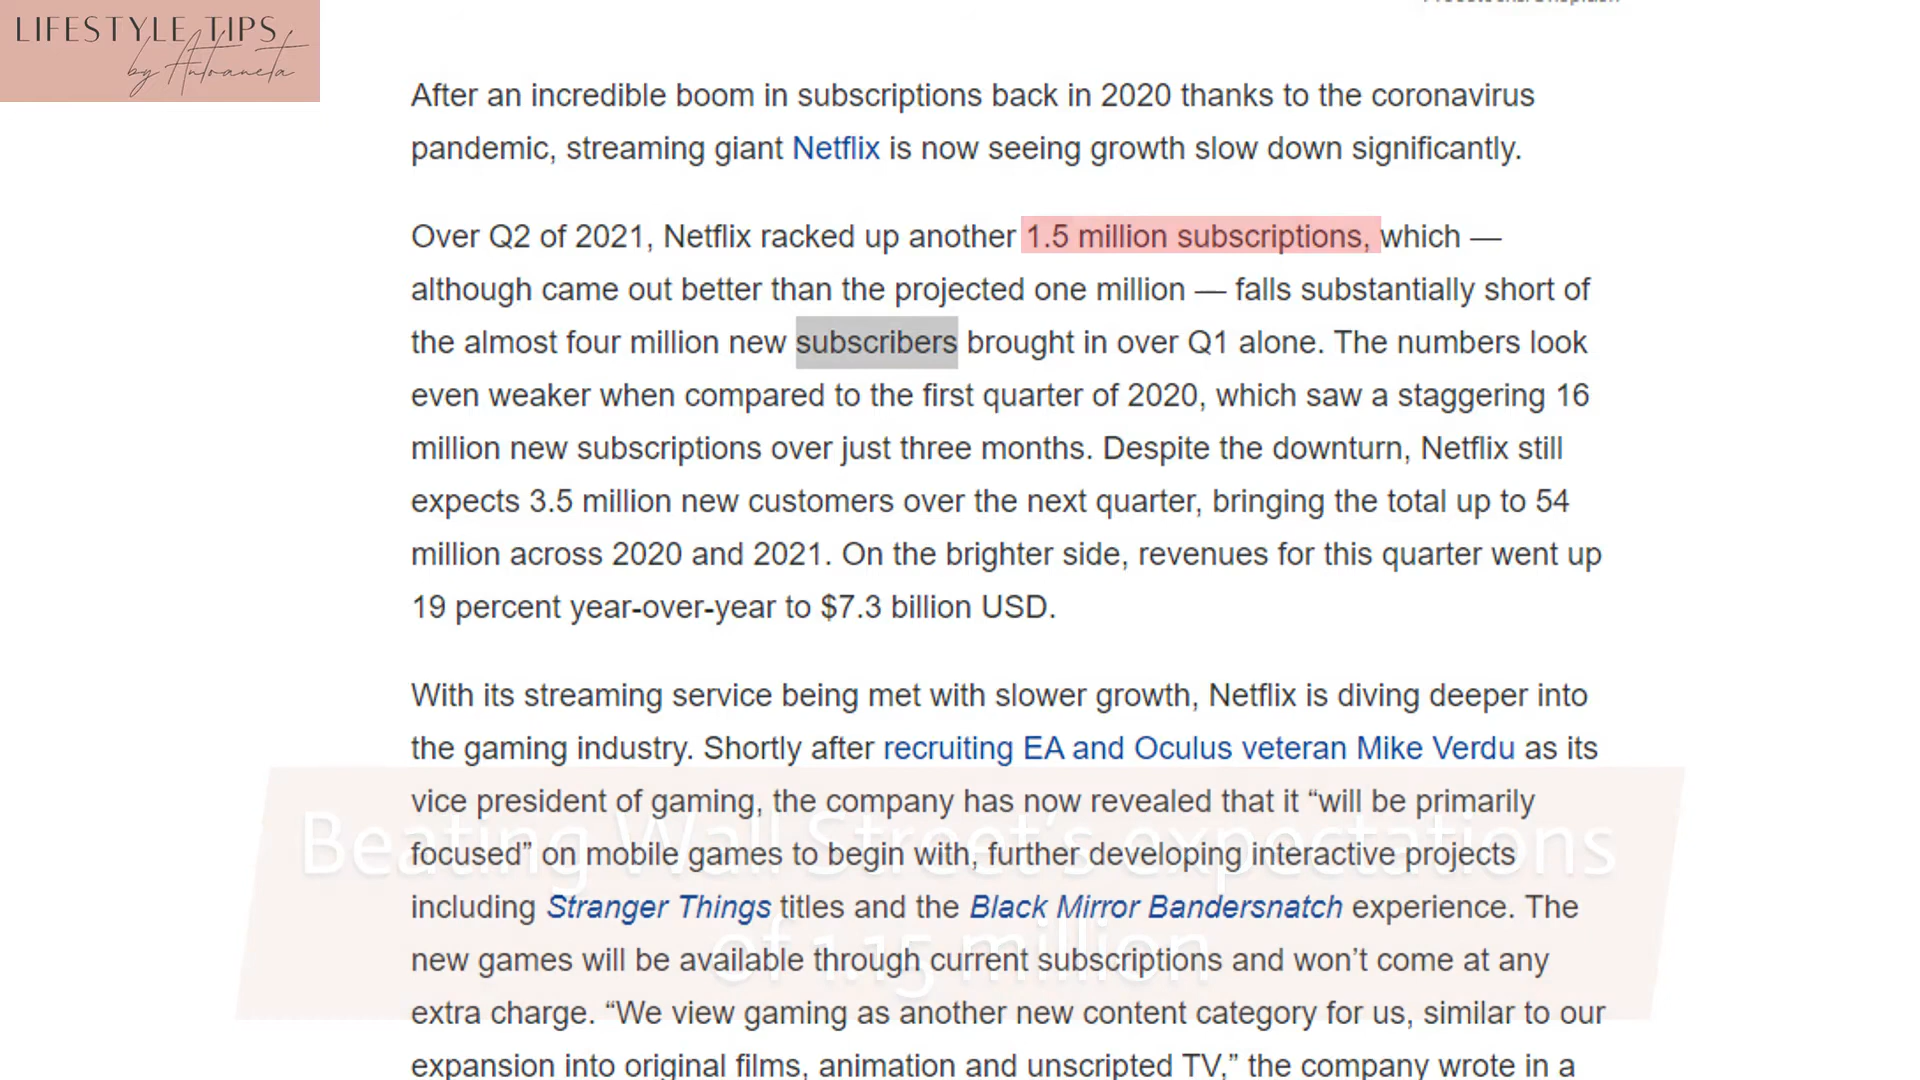 LIFESTYLE TIPS
by Antoaneta
After an incredible boom in subscriptions back in 2020 thanks to the coronavirus
pandemic, streaming giant Netflix is now seeing growth slow down significantly.
Over Q2 of 2021, Netflix racked up another 1.5 million subscriptions, which —
although came out better than the projected one million — falls substantially short of
the almost four million new subscribers brought in over Q1 alone. The numbers look
even weaker when compared to the first quarter of 2020, which saw a staggering 16
million new subscriptions over just three months. Despite the downturn, Netflix still
expects 3.5 million new customers over the next quarter, bringing the total up to 54
million across 2020 and 2021. On the brighter side, revenues for this quarter went up
19 percent year-over-year to $7.3 billion USD.
With its streaming service being met with slower growth, Netflix is diving deeper into
the gaming industry. Shortly after recruiting EA and Oculus veteran Mike Verdu as its
vice president of gaming, the company has now revealed that it “will be primarily
focused” on mobile games to begin with, further developing interactive projects
including Stranger Things titles and the Black Mirror Bandersnatch experience. The
new games will be available through current subscriptions and won’t come at any
extra charge. “We view gaming as another new content category for us, similar to our
expansion into original films, animation and unscripted TV,” the company wrote in a
Beating Wall Street's expectations
of 1.15 million